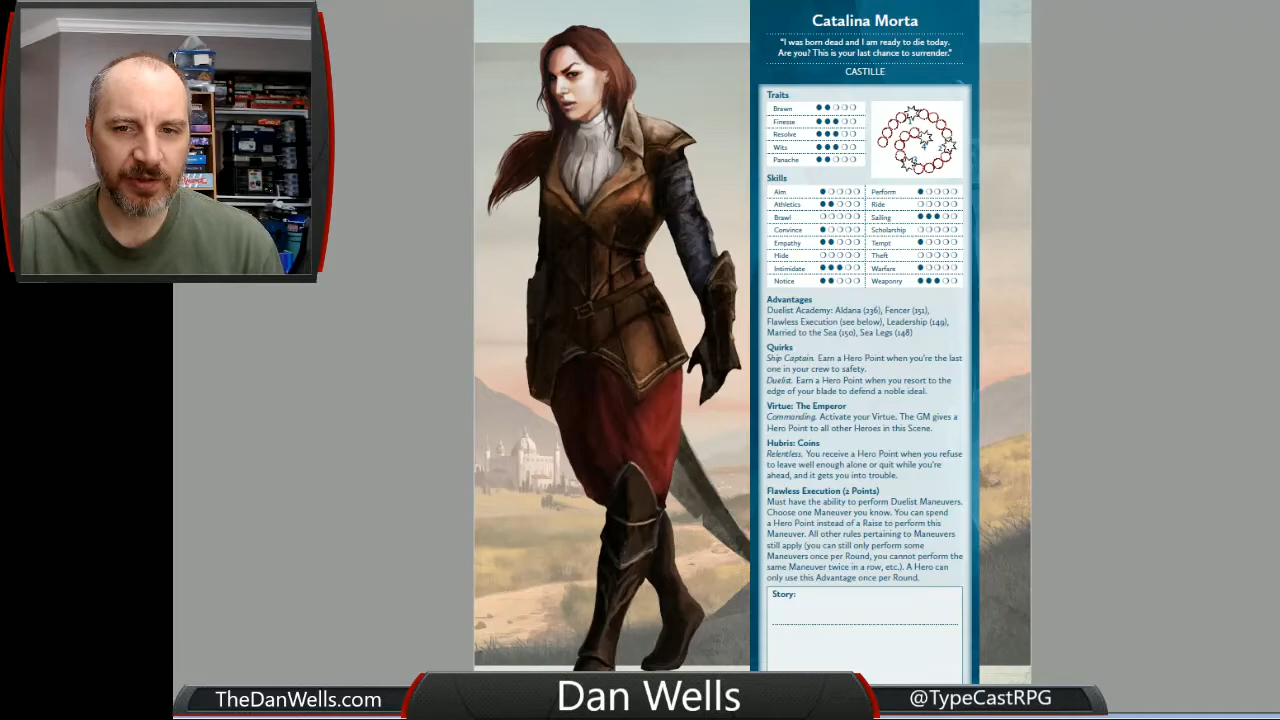 Catalina Morta
"I was born dead and I am ready to die today.
Are you? This is your last chance to surrender."
CASTILLE
Traits
Brawn
Finesse
Resolve
Wits
Panache
Skills
Aim
Athletics
Brawl
Convince
Empathy
Hide
Intimidate
Notice
Perform
Ride
Sailing
Scholarship
Tempt
Theft
Warfare
Weaponry
Advantages
Duelist Academy: Aldana (236), Fencer (151),
Flawless Execution (see below), Leadership (149),
Married to the Sea (150), Sea Legs (148)
Quirks
Ship Captain. Earn a Hero Point when you're the last
one in your crew to safety.
Duelist. Earn a Hero Point when you resort to the
edge of your blade to defend a noble ideal.
Virtue: The Emperor
Commanding. Activate your Virtue. The GM gives a
Hero Point to all other Heroes in this Scene.
Hubris: Coins
Relentless. You receive a Hero Point when you refuse
to leave well enough alone or quit while you're
ahead, and it gets you into trouble.
Flawless Execution (2 Points)
Must have the ability to perform Duelist Maneuvers.
Choose one Maneuver you know. You can spend
a Hero Point instead of a Raise to perform this
Maneuver. All other rules pertaining to Maneuvers
still apply (you can still only perform some
Maneuvers once per Round, you cannot perform the
same Maneuver twice in a row, etc.). A Hero can
only use this Advantage once per Round.
Story:
TheDanWells.com
Dan Wells
@TypeCastRPG